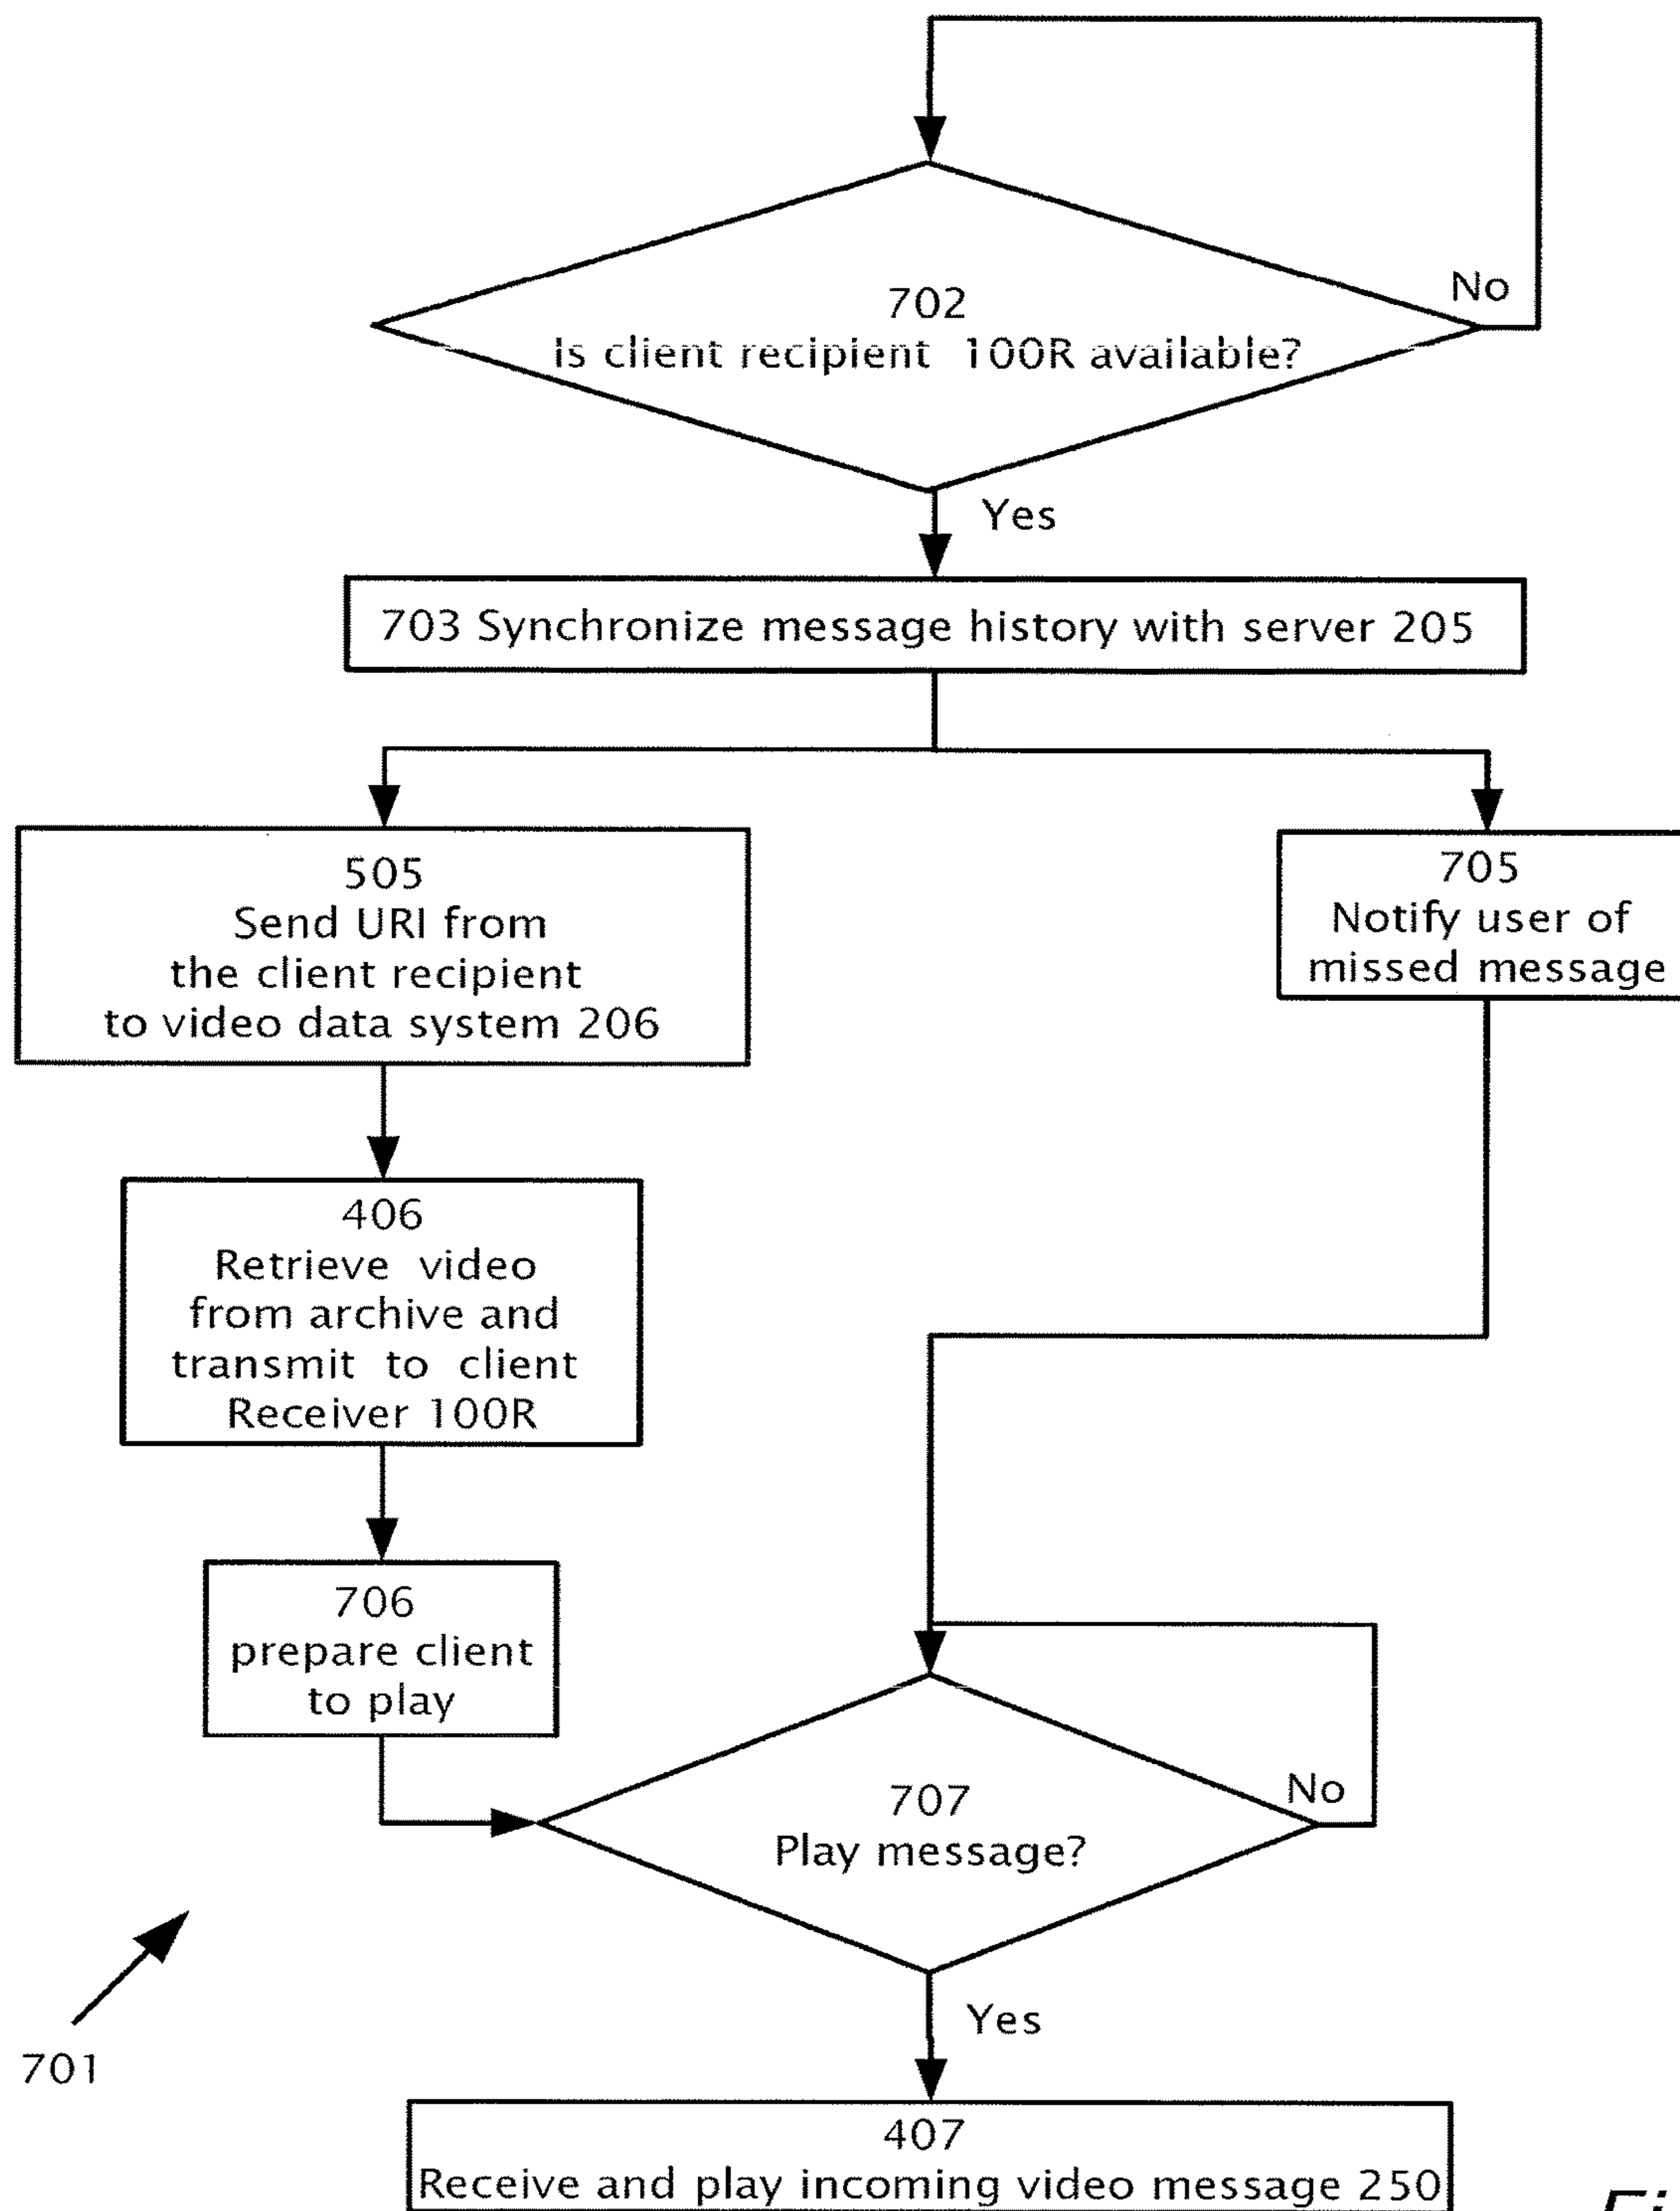 No
702
Is client recipient 100R available?
Yes
703 Synchronize message history with server 205
505
Send URI from
the client recipient
to video data system 206
705
Notify user of
missed message
406
Retrieve video
from archive and
transmit to client
Receiver 100R
706
prepare client
to play
No
707
Play message?
Yes
701
407
Receive and play incoming video message 250